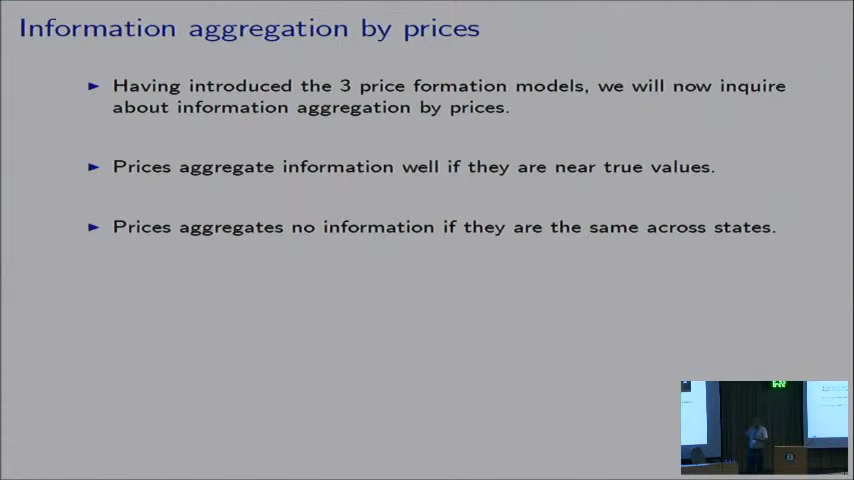 Information aggregation by prices
Having introduced the 3 price formation models, we will now inquire
about information aggregation by prices.
Prices aggregate information well if they are near true values.
Prices aggregates no information if they are the same across states.